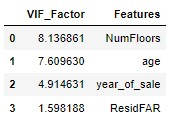 VIF_Factor Features
0 8.136861 NumFloors
1 7.609630 age
2 4.914631 year_of_sale
3 1.598188 ResidFAR